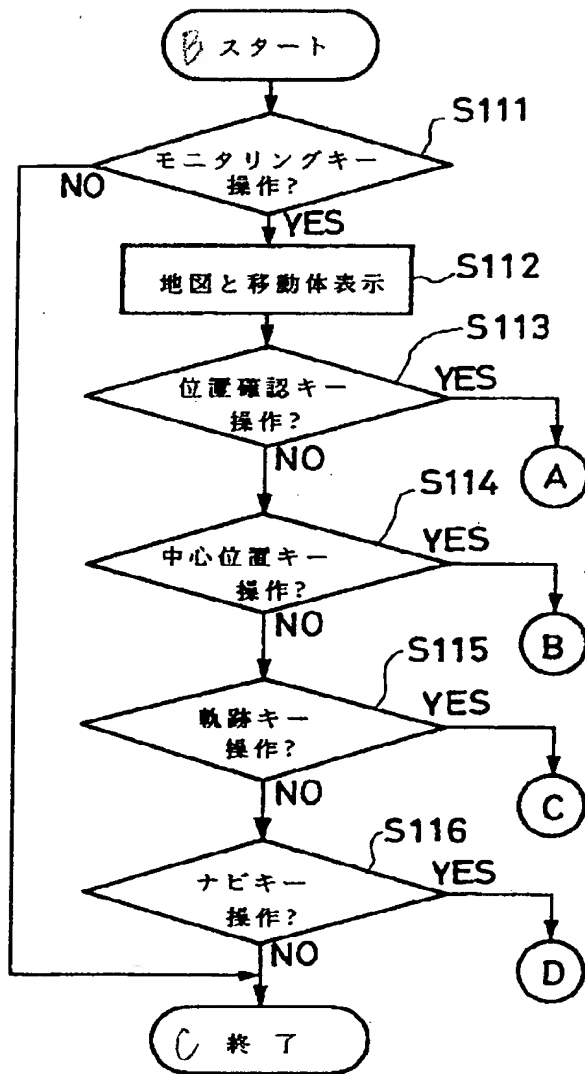 B スタート
S111
モニタリングキー
操作?
NO
YES
S112
地図と移動体表示
S113
位置確認キー
操作?
YES
NO
A
S114
中心位置キー
操作?
YES
NO
B
S115
軌跡キー
操作?
YES
NO
C
S116
ナビキー
操作?
YES
NO
D
C 終了